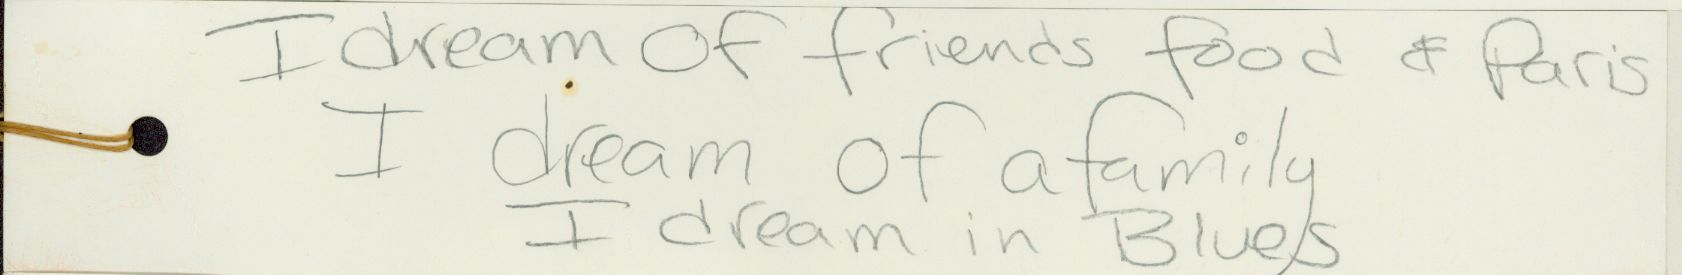 I dream of friends food & Paris
I dream of a family
I dream in Blues